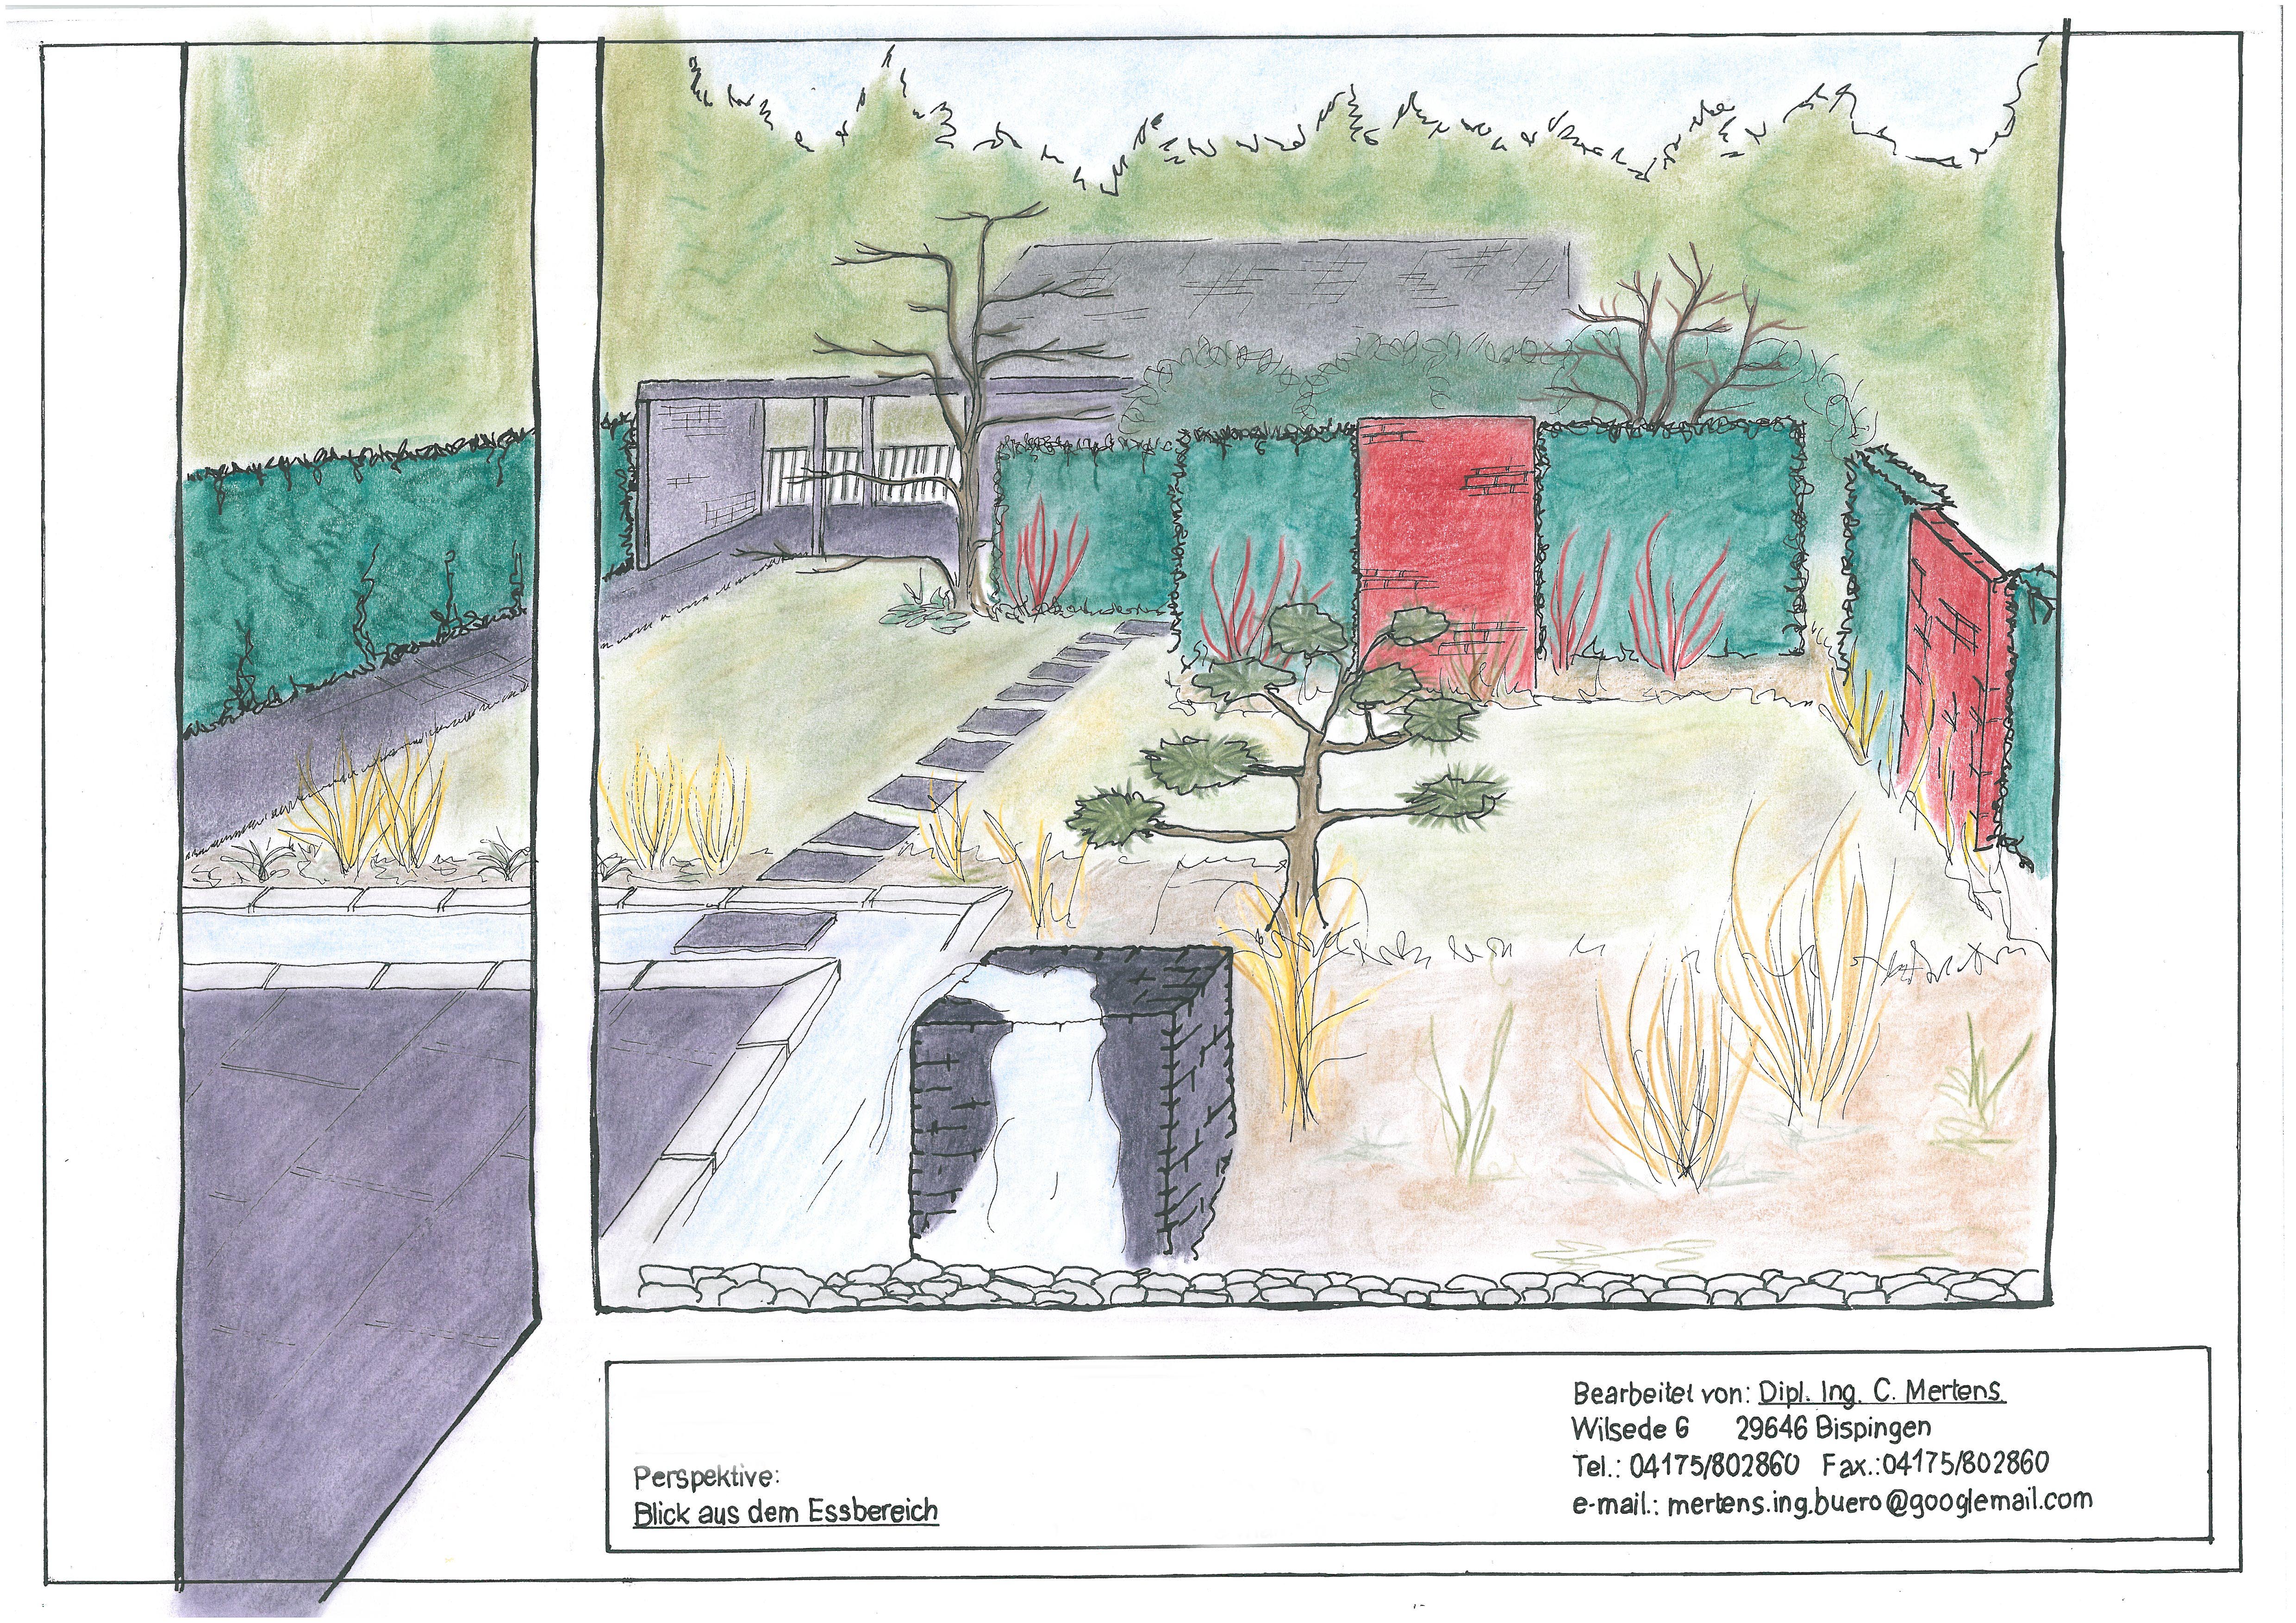 Perspektive:
Blick aus dem Essbereich
Bearbeitet von: Dipl. Ing. C. Mertens.
Wilsede 6 29646 Bispingen
Tel.: 04175/802860 Fax.:04175/802860
e-mail.: mertens.ing.buero@googlemail.com